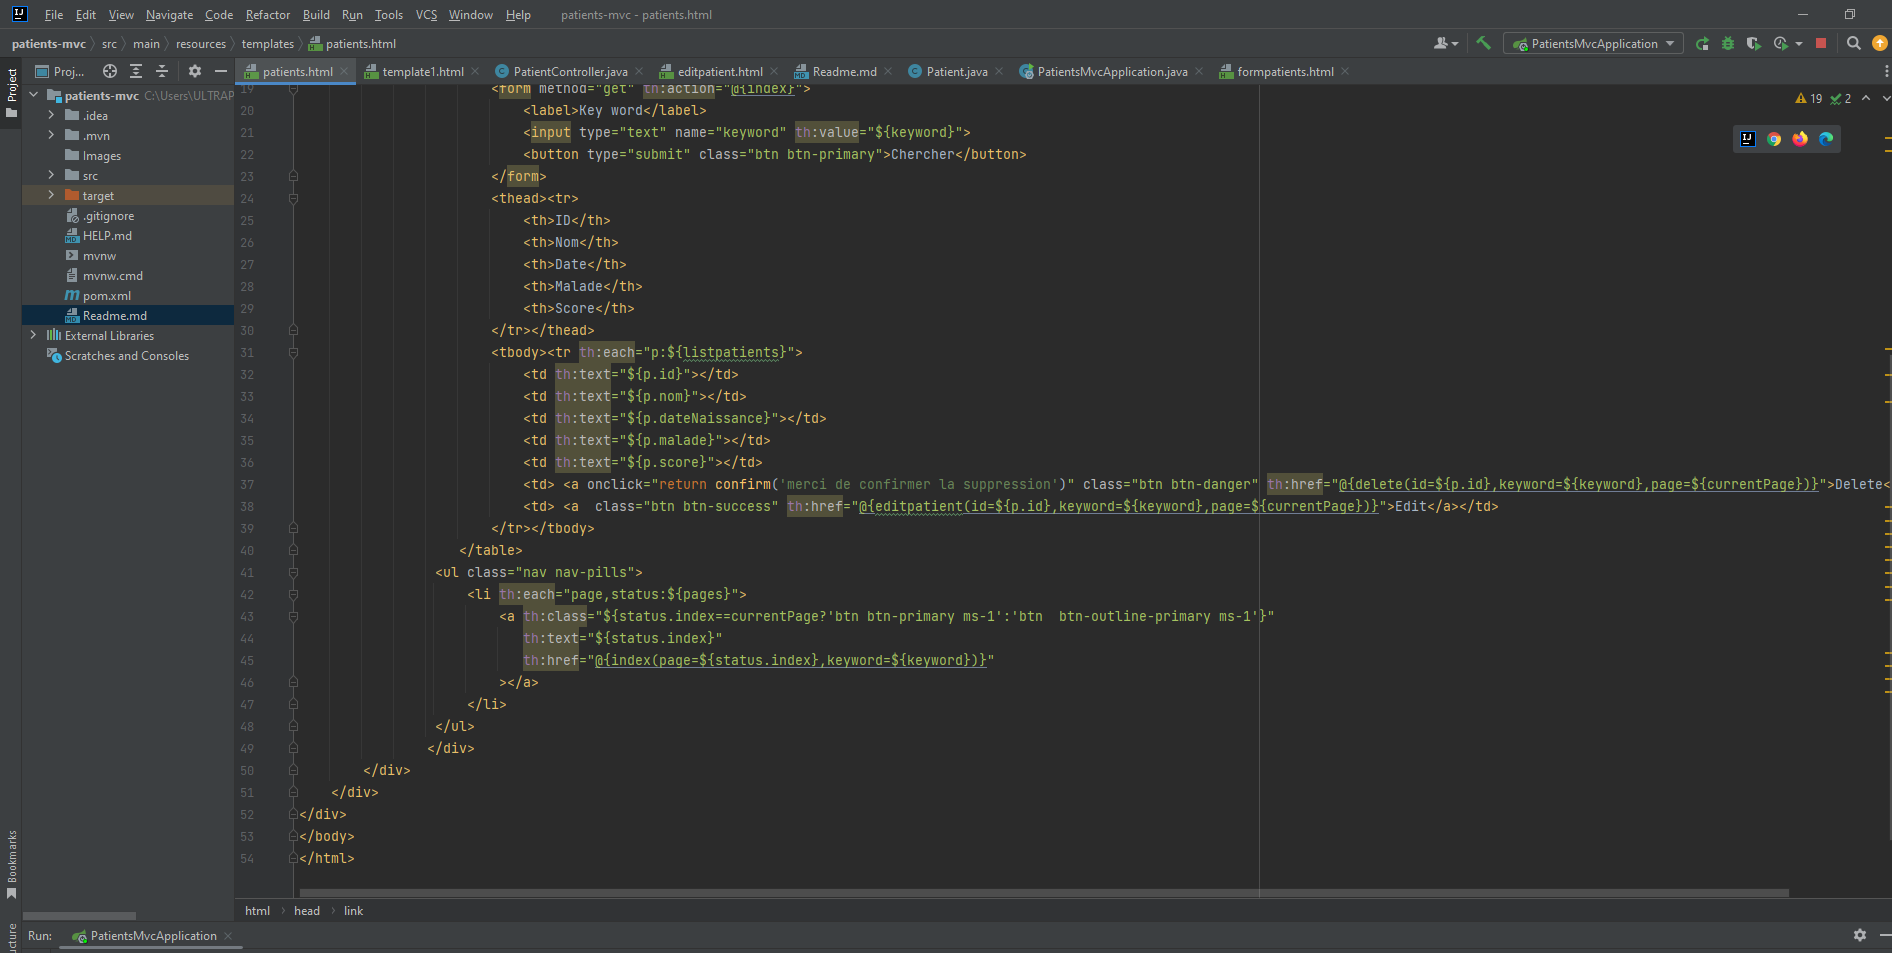 File Edit View Navigate Code Refactor Build Run Tools VCS Window Help patients-mvc - patients.html
patients-mvc src main resources templates patients.html
PatientsMvcApplication
Project
Proj...
patients.html template1.html PatientController.java editpatient.html Readme.md Patient.java PatientsMvcApplication.java formpatients.html
patients-mvc C:\Users\ULTRAP
.idea
.mvn
Images
src
target
.gitignore
HELP.md
mvnw
mvnw.cmd
pom.xml
Readme.md
External Libraries
Scratches and Consoles
19 2
19 <form method="get" th:action="@{index}">
20 <label>Key word</label>
21 <input type="text" name="keyword" th:value="${keyword}">
22 <button type="submit" class="btn btn-primary">Chercher</button>
23 </form>
24 <thead><tr>
25 <th>ID</th>
26 <th>Nom</th>
27 <th>Date</th>
28 <th>Malade</th>
29 <th>Score</th>
30 </tr></thead>
31 <tbody><tr th:each="p:${listpatients}">
32 <td th:text="${p.id}"></td>
33 <td th:text="${p.nom}"></td>
34 <td th:text="${p.dateNaissance}"></td>
35 <td th:text="${p.malade}"></td>
36 <td th:text="${p.score}"></td>
37 <td> <a onclick="return confirm('merci de confirmer la suppression')" class="btn btn-danger" th:href="@{delete(id=${p.id},keyword=${keyword},page=${currentPage})}">Delete<
38 <td> <a  class="btn btn-success" th:href="@{editpatient(id=${p.id},keyword=${keyword},page=${currentPage})}">Edit</a></td>
39 </tr></tbody>
40 </table>
41 <ul class="nav nav-pills">
42 <li th:each="page,status:${pages}">
43 <a th:class="${status.index==currentPage?'btn btn-primary ms-1':'btn  btn-outline-primary ms-1'}"
44 th:text="${status.index}"
45 th:href="@{index(page=${status.index},keyword=${keyword})}"
46 ></a>
47 </li>
48 </ul>
49 </div>
50 </div>
51 </div>
52 </div>
53 </body>
54 </html>
Bookmarks
html head link
ucture
Run: PatientsMvcApplication